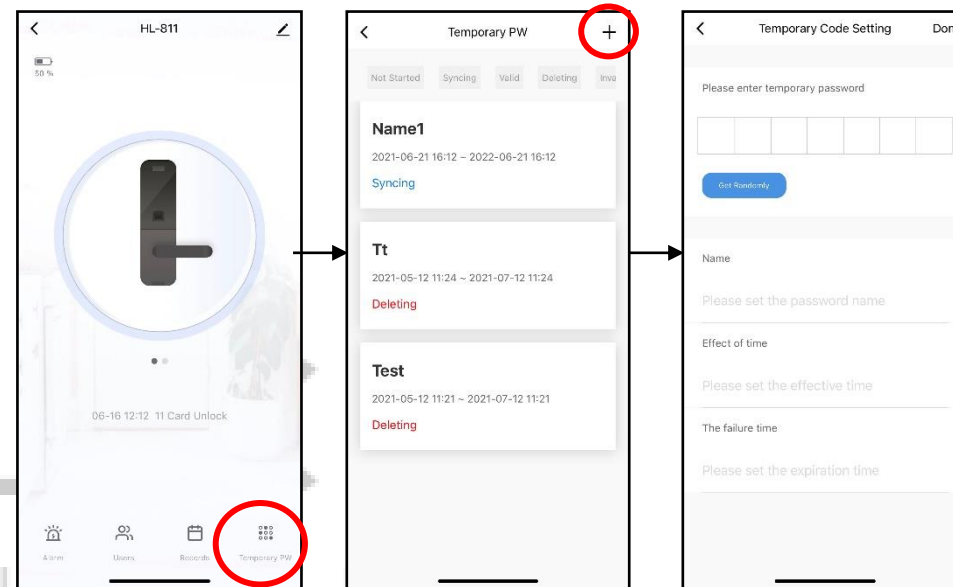 HL-811
50 %
06-16 12:12 11 Card Unlock
Alarm
Users
Records
Temporary PW
Temporary PW
Not Started
Syncing
Valid
Deleting
Inva
Name1
2021-06-21 16:12 ~ 2022-06-21 16:12
Syncing
Tt
2021-05-12 11:24 ~ 2021-07-12 11:24
Deleting
Test
2021-05-12 11:21 ~ 2021-07-12 11:21
Deleting
Temporary Code Setting
Don
Please enter temporary password
Get Randomly
Name
Please set the password name
Effect of time
Please set the effective time
The failure time
Please set the expiration time